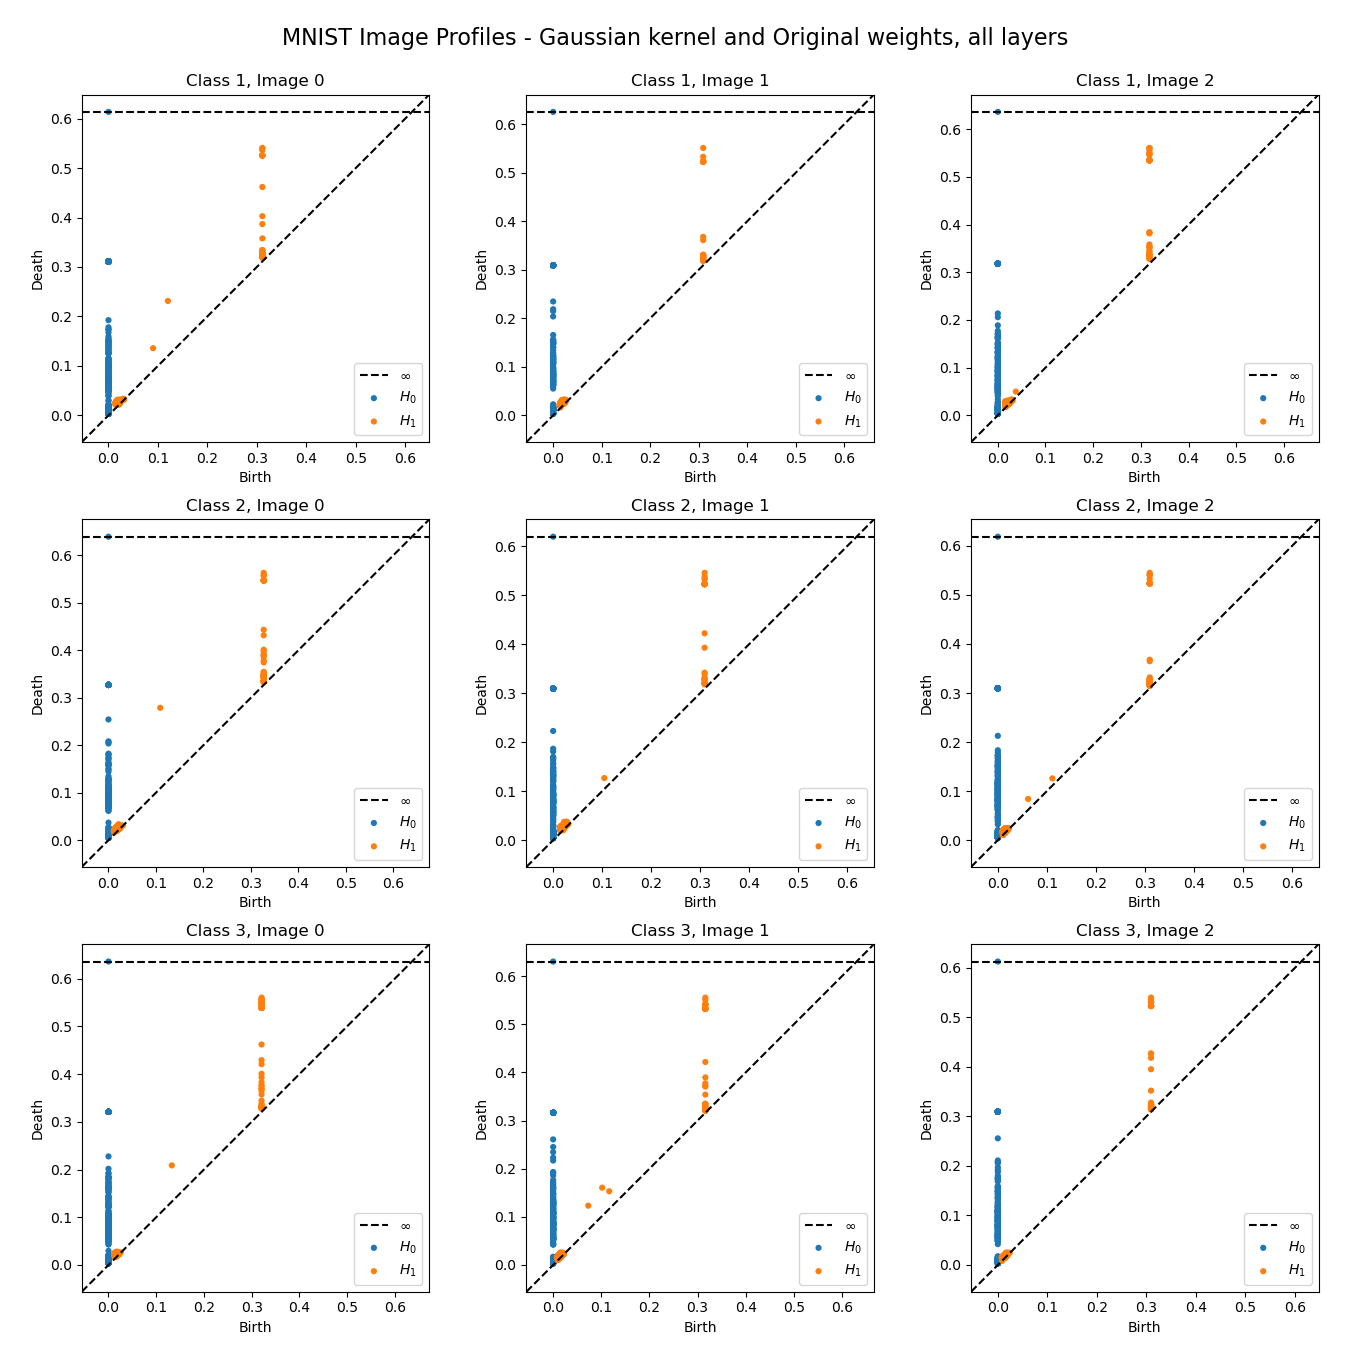 MNIST Image Profiles - Gaussian kernel and Original weights, all layers
Class 1, Image 0
Death
0.6
0.5
0.4
0.3
0.2
0.1
0.0
∞
H₀
H₁
0.0 0.1 0.2 0.3 0.4 0.5 0.6
Birth
Class 1, Image 1
Death
0.6
0.5
0.4
0.3
0.2
0.1
0.0
∞
H₀
H₁
0.0 0.1 0.2 0.3 0.4 0.5 0.6
Birth
Class 1, Image 2
Death
0.6
0.5
0.4
0.3
0.2
0.1
0.0
∞
H₀
H₁
0.0 0.1 0.2 0.3 0.4 0.5 0.6
Birth
Class 2, Image 0
Death
0.6
0.5
0.4
0.3
0.2
0.1
0.0
∞
H₀
H₁
0.0 0.1 0.2 0.3 0.4 0.5 0.6
Birth
Class 2, Image 1
Death
0.6
0.5
0.4
0.3
0.2
0.1
0.0
∞
H₀
H₁
0.0 0.1 0.2 0.3 0.4 0.5 0.6
Birth
Class 2, Image 2
Death
0.6
0.5
0.4
0.3
0.2
0.1
0.0
∞
H₀
H₁
0.0 0.1 0.2 0.3 0.4 0.5 0.6
Birth
Class 3, Image 0
Death
0.6
0.5
0.4
0.3
0.2
0.1
0.0
∞
H₀
H₁
0.0 0.1 0.2 0.3 0.4 0.5 0.6
Birth
Class 3, Image 1
Death
0.6
0.5
0.4
0.3
0.2
0.1
0.0
∞
H₀
H₁
0.0 0.1 0.2 0.3 0.4 0.5 0.6
Birth
Class 3, Image 2
Death
0.6
0.5
0.4
0.3
0.2
0.1
0.0
∞
H₀
H₁
0.0 0.1 0.2 0.3 0.4 0.5 0.6
Birth